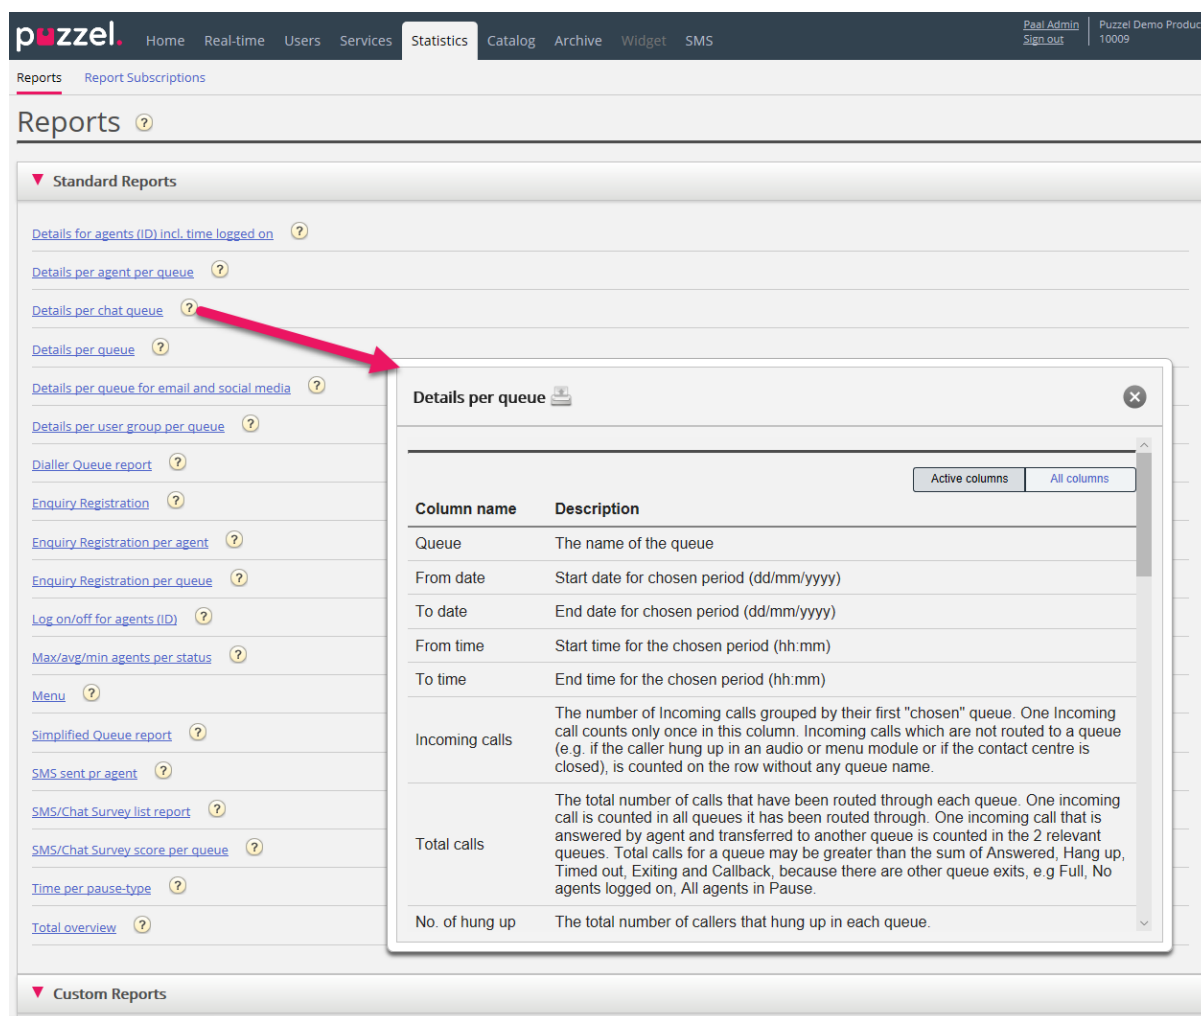 puzzel.
Home Real-time Users Services Statistics Catalog Archive Widget SMS
Paal Admin
Sign out
Puzzel Demo Produc
10009
Reports Report Subscriptions
Reports ?
Standard Reports
Details for agents (ID) incl. time logged on ?
Details per agent per queue ?
Details per chat queue ?
Details per queue ?
Details per queue for email and social media ?
Details per user group per queue ?
Dialler Queue report ?
Enquiry Registration ?
Enquiry Registration per agent ?
Enquiry Registration per queue ?
Log on/off for agents (ID) ?
Max/avg/min agents per status ?
Menu ?
Simplified Queue report ?
SMS sent pr agent ?
SMS/Chat Survey list report ?
SMS/Chat Survey score per queue ?
Time per pause-type ?
Total overview ?
Details per queue
Active columns All columns
Column name Description
Queue The name of the queue
From date Start date for chosen period (dd/mm/yyyy)
To date End date for chosen period (dd/mm/yyyy)
From time Start time for the chosen period (hh:mm)
To time End time for the chosen period (hh:mm)
Incoming calls
The number of Incoming calls grouped by their first "chosen" queue. One Incoming
call counts only once in this column. Incoming calls which are not routed to a queue
(e.g. if the caller hung up in an audio or menu module or if the contact centre is
closed), is counted on the row without any queue name.
Total calls
The total number of calls that have been routed through each queue. One incoming
call is counted in all queues it has been routed through. One incoming call that is
answered by agent and transferred to another queue is counted in the 2 relevant
queues. Total calls for a queue may be greater than the sum of Answered, Hang up,
Timed out, Exiting and Callback, because there are other queue exits, e.g Full, No
agents logged on, All agents in Pause.
No. of hung up The total number of callers that hung up in each queue.
Custom Reports